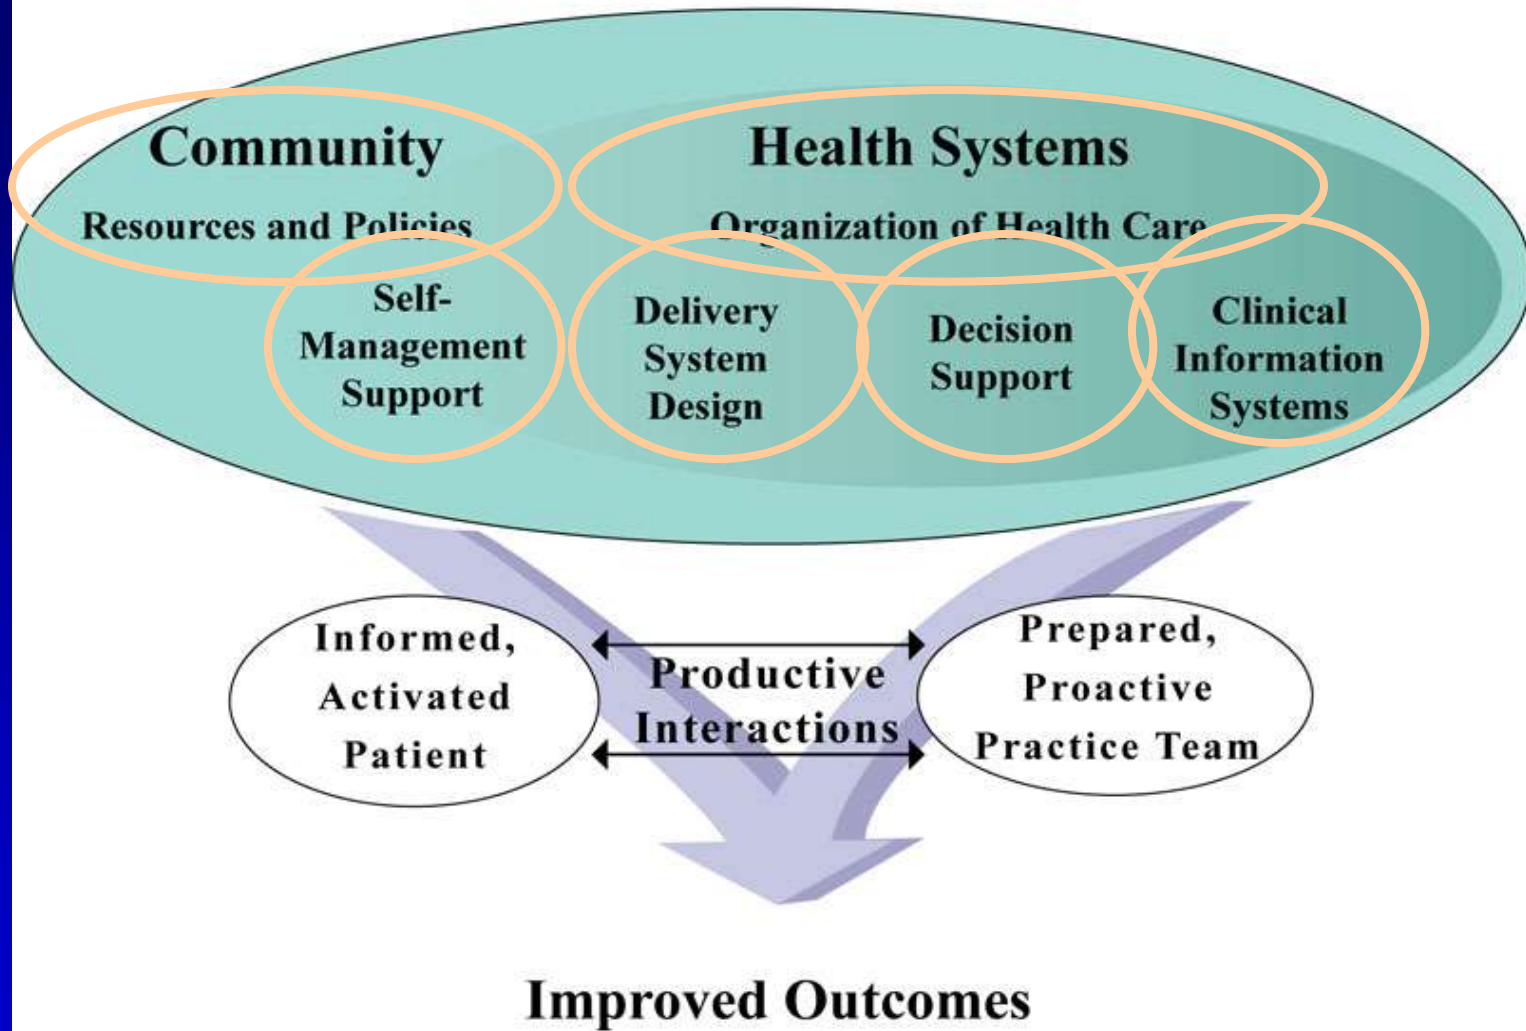 Community
Resources and Policies
Health Systems
Organization of Health Care
Self-
Management
Support
Delivery
System
Design
Decision
Support
Clinical
Information
Systems
Informed,
Activated
Patient
Productive
Interactions
Prepared,
Proactive
Practice Team
Improved Outcomes